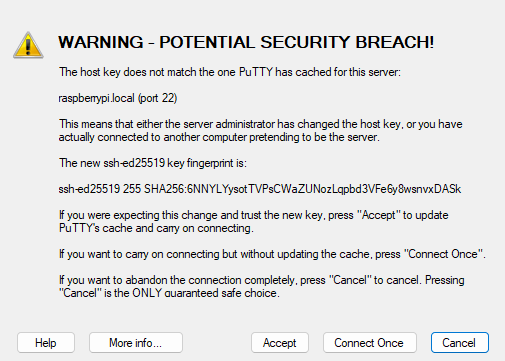 WARNING - POTENTIAL SECURITY BREACH!
The host key does not match the one PuTTY has cached for this server:
raspberrypi.local (port 22)
This means that either the server administrator has changed the host key, or you have
actually connected to another computer pretending to be the server.
The new ssh-ed25519 key fingerprint is:
ssh-ed25519 255 SHA256:6NNYLYysotTVPsCWaZUNozLqpbd3VFe6y8wsnvxDASk
If you were expecting this change and trust the new key, press "Accept" to update
PuTTY's cache and carry on connecting.
If you want to carry on connecting but without updating the cache, press "Connect Once".
If you want to abandon the connection completely, press "Cancel" to cancel. Pressing
"Cancel" is the ONLY guaranteed safe choice.
Help More info... Accept Connect Once Cancel